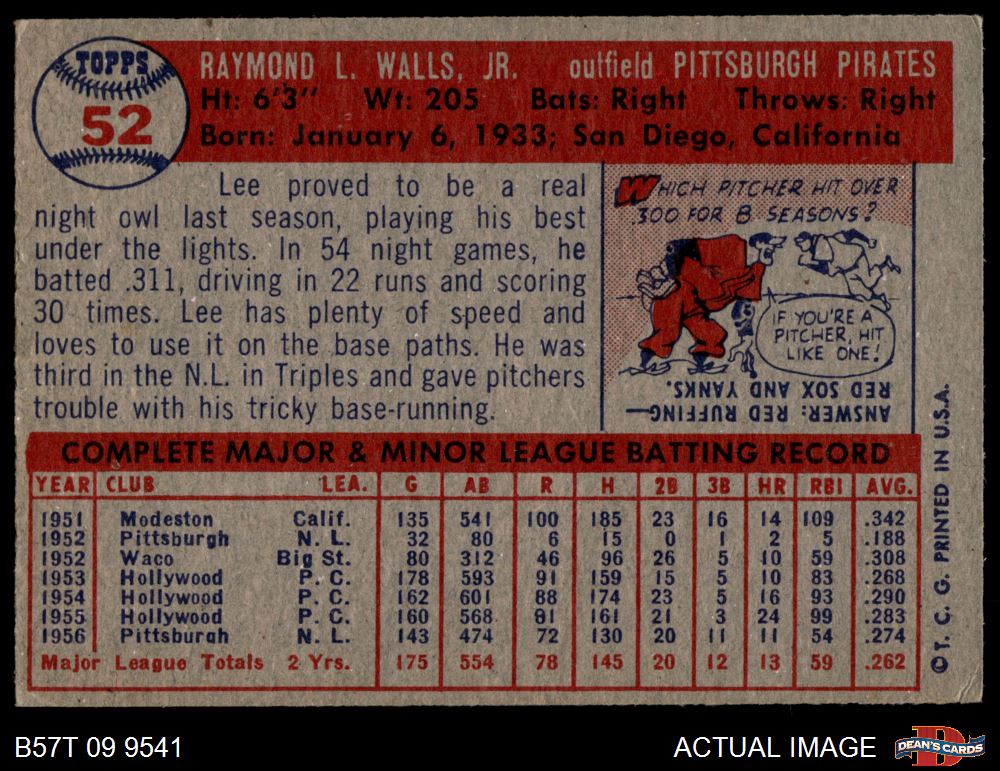 TOPPS
52
RAYMOND L. WALLS, JR. outfield PITTSBURGH PIRATES
Ht: 6'3" Wt: 205 Bats: Right Throws: Right
Born: January 6, 1933; San Diego, California
Lee proved to be a real
night owl last season, playing his best
under the lights. In 54 night games, he
batted .311, driving in 22 runs and scoring
30 times. Lee has plenty of speed and
loves to use it on the base paths. He was
third in the N.L. in Triples and gave pitchers
trouble with his tricky base-running.
WHICH PITCHER HIT OVER
300 FOR 8 SEASONS?
IF YOU'RE A
PITCHER, HIT
LIKE ONE!
ANSWER: RED RUFFING—
RED SOX AND YANKS.
COMPLETE MAJOR & MINOR LEAGUE BATTING RECORD
YEAR CLUB LEA. G AB R H 2B 3B HR RBI AVG.
1951 Modeston Calif. 135 541 100 185 23 16 14 109 .342
1952 Pittsburgh N. L. 32 80 6 15 0 1 2 5 .188
1952 Waco Big St. 80 312 46 96 26 5 10 59 .308
1953 Hollywood P. C. 178 593 91 159 15 5 10 83 .268
1954 Hollywood P. C. 162 601 88 174 23 5 16 93 .290
1955 Hollywood P. C. 160 568 81 161 21 3 24 99 .283
1956 Pittsburgh N. L. 143 474 72 130 20 11 11 54 .274
Major League Totals 2 Yrs. 175 554 78 145 20 12 13 59 .262
© T. C. G. PRINTED IN U.S.A.
B57T 09 9541
ACTUAL IMAGE
DEAN'S CARDS